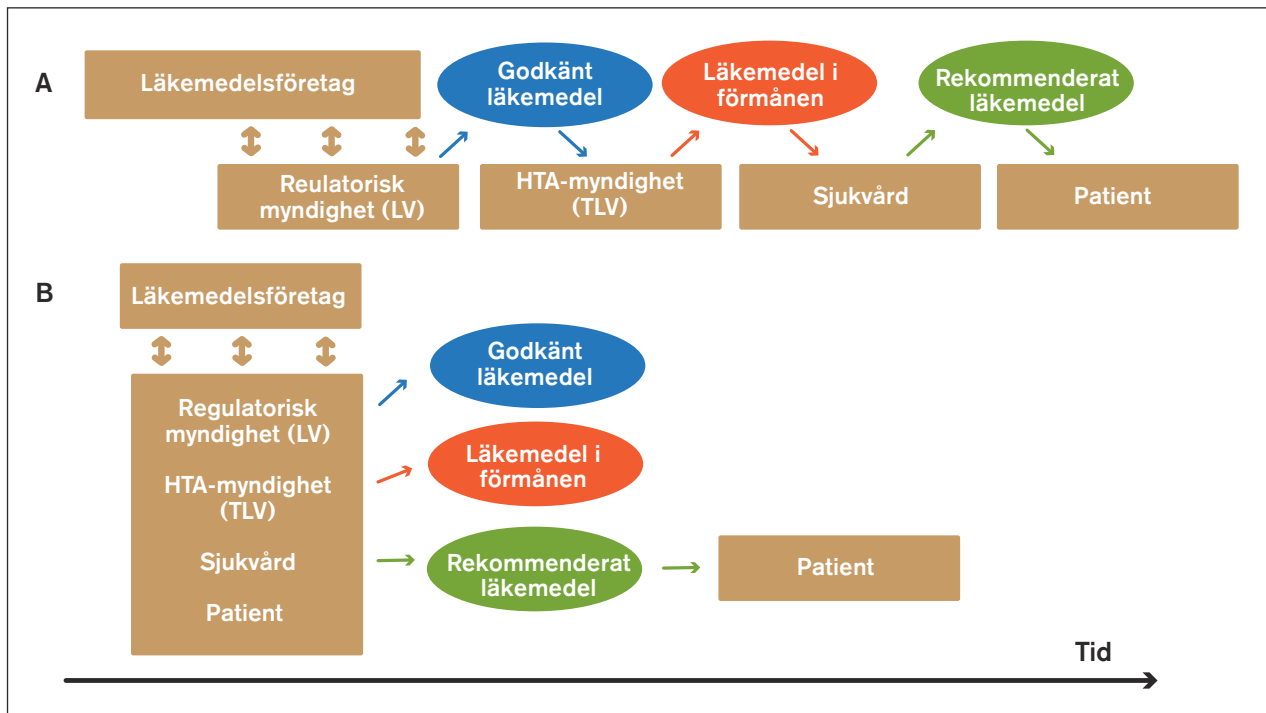 A
Läkemedelsföretag
Godkänt
läkemedel
Läkemedel i
förmånen
Rekommenderat
läkemedel
Reulatorisk
myndighet (LV)
HTA-myndighet
(TLV)
Sjukvård
Patient
B
Läkemedelsföretag
Regulatorisk
myndighet (LV)
HTA-myndighet
(TLV)
Sjukvård
Patient
Godkänt
läkemedel
Läkemedel i
förmånen
Rekommenderat
läkemedel
Patient
Tid